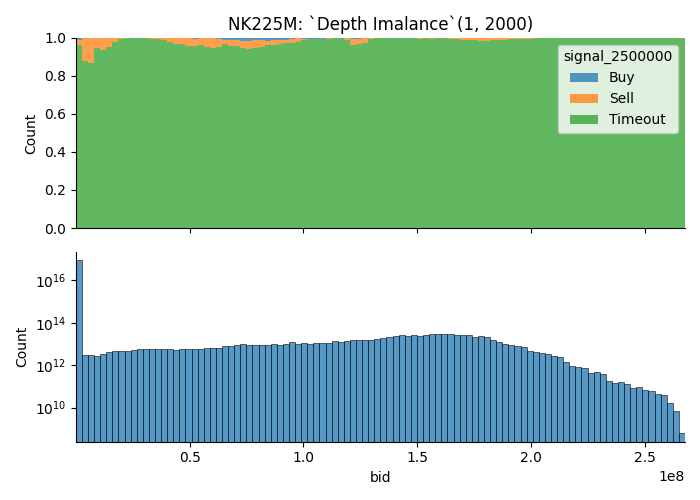 NK225M: `Depth Imalance`(1, 2000)
1.0
0.8
0.6
0.4
0.2
0.0
Count
signal_2500000
Buy
Sell
Timeout
10^16
10^14
10^12
10^10
Count
0.5
1.0
1.5
2.0
2.5
1e8
bid